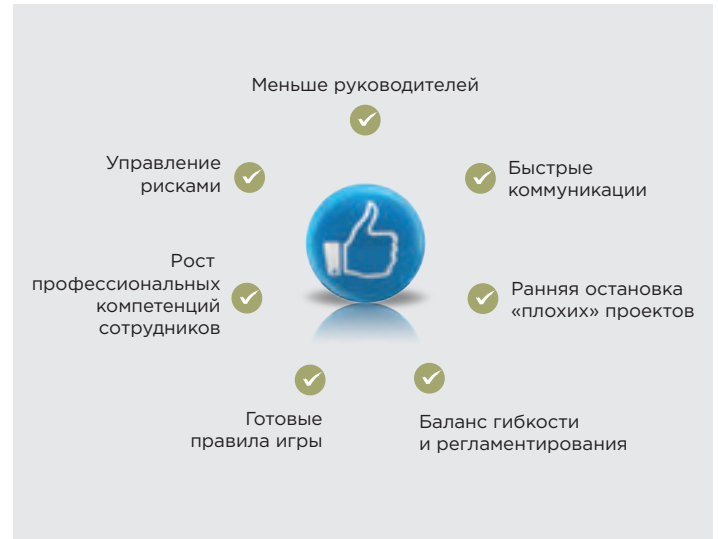 Меньше руководителей
Управление
рисками
Быстрые
коммуникации
Рост
профессиональных
компетенций
сотрудников
Ранняя остановка
«плохих» проектов
Готовые
правила игры
Баланс гибкости
и регламентирования